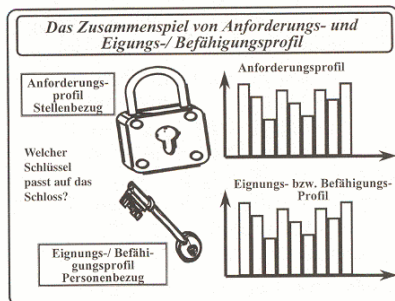 Das Zusammenspiel von Anforderungs- und
Eigungs-/ Befähigungsprofil
Anforderungs-
profil
Stellenbezug
Welcher
Schlüssel
passt auf das
Schloss?
Eignungs-/ Befähi-
gungsprofil
Personenbezug
Anforderungsprofil
Eignungs- bzw. Befähigungs-
Profil